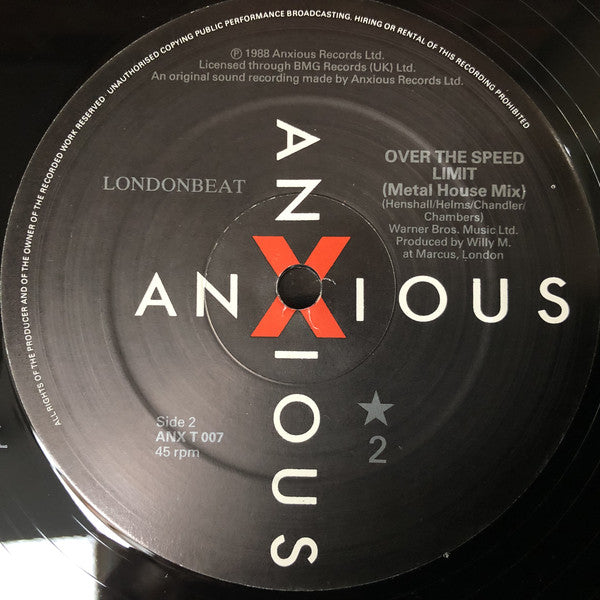 ALL RIGHTS OF THE PRODUCER AND OF THE OWNER OF THE RECORDED WORK RESERVED · UNAUTHORISED COPYING PUBLIC PERFORMANCE BROADCASTING. HIRING OR RENTAL OF THIS RECORDING PROHIBITED
℗ 1988 Anxious Records Ltd.
Licensed through BMG Records (UK) Ltd.
An original sound recording made by Anxious Records Ltd.
LONDONBEAT
OVER THE SPEED
LIMIT
(Metal House Mix)
(Henshall/Helms/Chandler/
Chambers)
Warner Bros. Music Ltd.
Produced by Willy M.
at Marcus, London
ANXIOUS
ANXIOUS
Side 2
ANX T 007
45 rpm
★
2